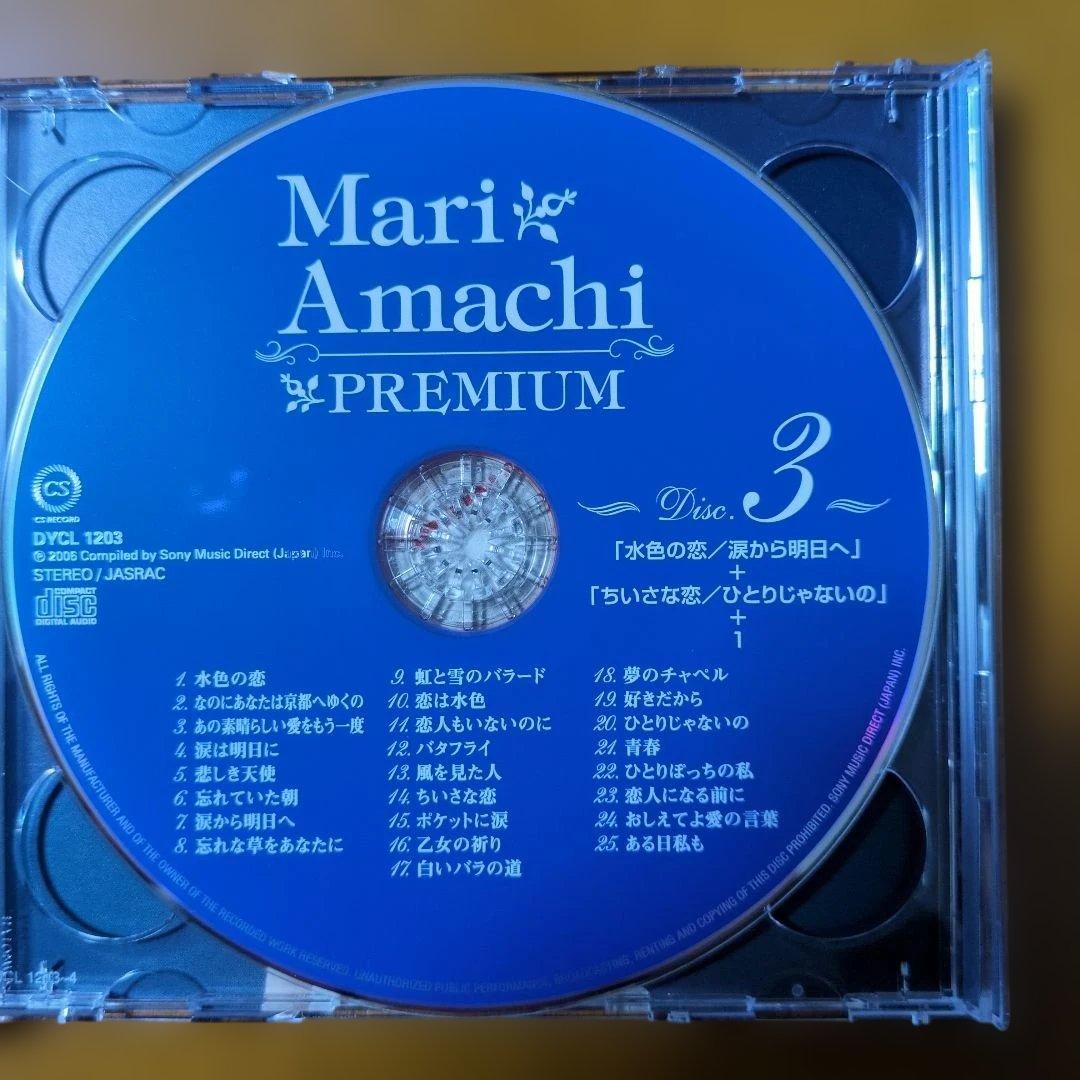 Mari
Amachi
PREMIUM
Disc. 3
「水色の恋／涙から明日へ」
+
「ちいさな恋／ひとりじゃないの」
+
1
CS
CS RECORD
DYCL 1203
Ⓟ 2006 Compiled by Sony Music Direct (Japan) Inc.
STEREO / JASRAC
COMPACT
disc
DIGITAL AUDIO
1. 水色の恋
2. なのにあなたは京都へゆくの
3. あの素晴らしい愛をもう一度
4. 涙は明日に
5. 悲しき天使
6. 忘れていた朝
7. 涙から明日へ
8. 忘れな草をあなたに
9. 虹と雪のバラード
10. 恋は水色
11. 恋人もいないのに
12. バタフライ
13. 風を見た人
14. ちいさな恋
15. ポケットに涙
16. 乙女の祈り
17. 白いバラの道
18. 夢のチャペル
19. 好きだから
20. ひとりじゃないの
21. 青春
22. ひとりぼっちの私
23. 恋人になる前に
24. おしえてよ愛の言葉
25. ある日私も
ALL RIGHTS OF THE MANUFACTURER AND OF THE OWNER OF THE RECORDED WORK RESERVED. UNAUTHORIZED PUBLIC PERFORMANCE, BROADCASTING, RENTING AND COPYING OF THIS DISC PROHIBITED. SONY MUSIC DIRECT (JAPAN) INC.